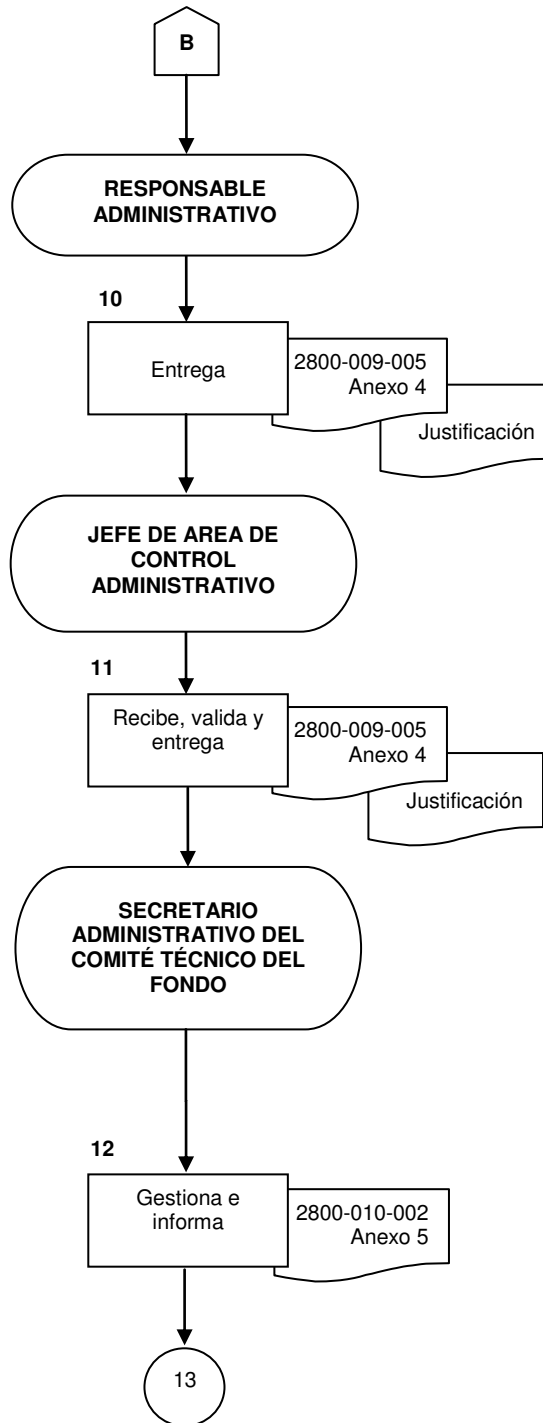 B
RESPONSABLE
ADMINISTRATIVO
10
Entrega
2800-009-005
Anexo 4
Justificación
JEFE DE AREA DE
CONTROL
ADMINISTRATIVO
11
Recibe, valida y
entrega
2800-009-005
Anexo 4
Justificación
SECRETARIO
ADMINISTRATIVO DEL
COMITÉ TÉCNICO DEL
FONDO
12
Gestiona e
informa
2800-010-002
Anexo 5
13